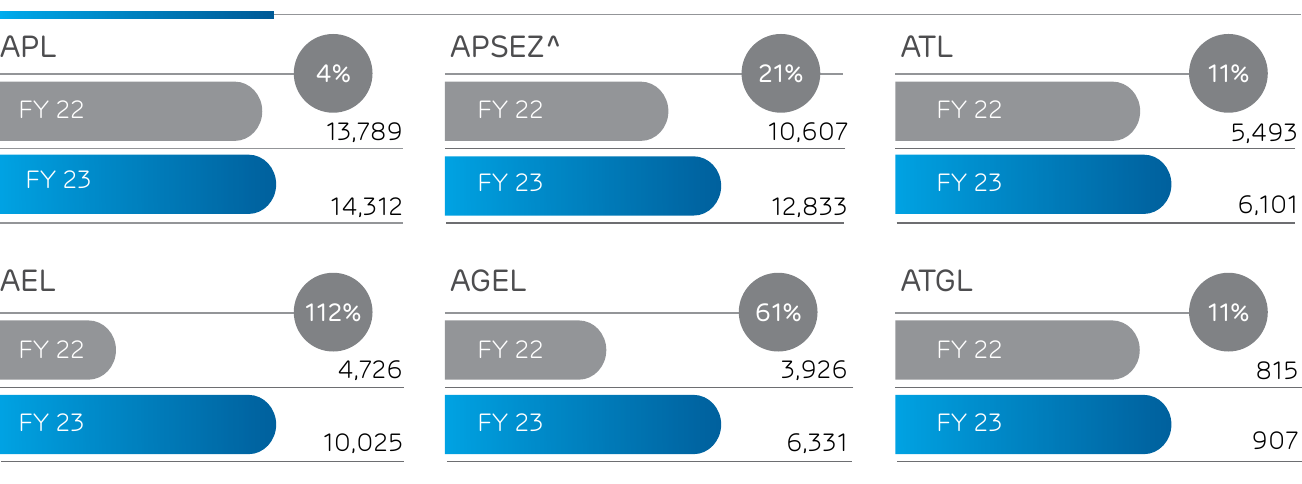 APL
4%
FY 22
13,789
FY 23
14,312
APSEZ^
21%
FY 22
10,607
FY 23
12,833
ATL
11%
FY 22
5,493
FY 23
6,101
AEL
112%
FY 22
4,726
FY 23
10,025
AGEL
61%
FY 22
3,926
FY 23
6,331
ATGL
11%
FY 22
815
FY 23
907